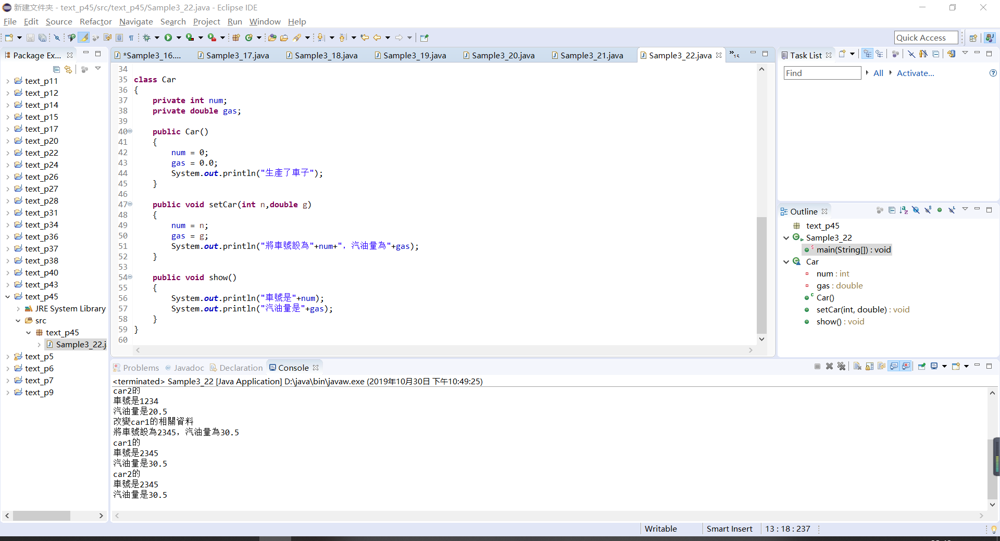 新建文件夹 - text_p45/src/text_p45/Sample3_22.java - Eclipse IDE
File Edit Source Refactor Navigate Search Project Run Window Help
Quick Access
Package Ex...
text_p11
text_p12
text_p14
text_p15
text_p17
text_p20
text_p22
text_p24
text_p26
text_p27
text_p28
text_p31
text_p34
text_p36
text_p37
text_p38
text_p40
text_p43
text_p45
JRE System Library
src
text_p45
Sample3_22.j
text_p5
text_p6
text_p7
text_p9
*Sample3_16.... Sample3_17.java Sample3_18.java Sample3_19.java Sample3_20.java Sample3_21.java Sample3_22.java »15
34
35 class Car
36 {
37 private int num;
38 private double gas;
39
40 public Car()
41 {
42 num = 0;
43 gas = 0.0;
44 System.out.println("生產了車子");
45 }
46
47 public void setCar(int n,double g)
48 {
49 num = n;
50 gas = g;
51 System.out.println("將車號設為"+num+", 汽油量為"+gas);
52 }
53
54 public void show()
55 {
56 System.out.println("車號是"+num);
57 System.out.println("汽油量是"+gas);
58 }
59 }
60
Task List
Find All Activate...
Outline
text_p45
Sample3_22
main(String[]) : void
Car
num : int
gas : double
Car()
setCar(int, double) : void
show() : void
Problems @ Javadoc Declaration Console
<terminated> Sample3_22 [Java Application] D:\java\bin\javaw.exe (2019年10月30日 下午10:49:25)
car2的
車號是1234
汽油量是20.5
改變car1的相關資料
將車號設為2345, 汽油量為30.5
car1的
車號是2345
汽油量是30.5
car2的
車號是2345
汽油量是30.5
Writable Smart Insert 13 : 18 : 237